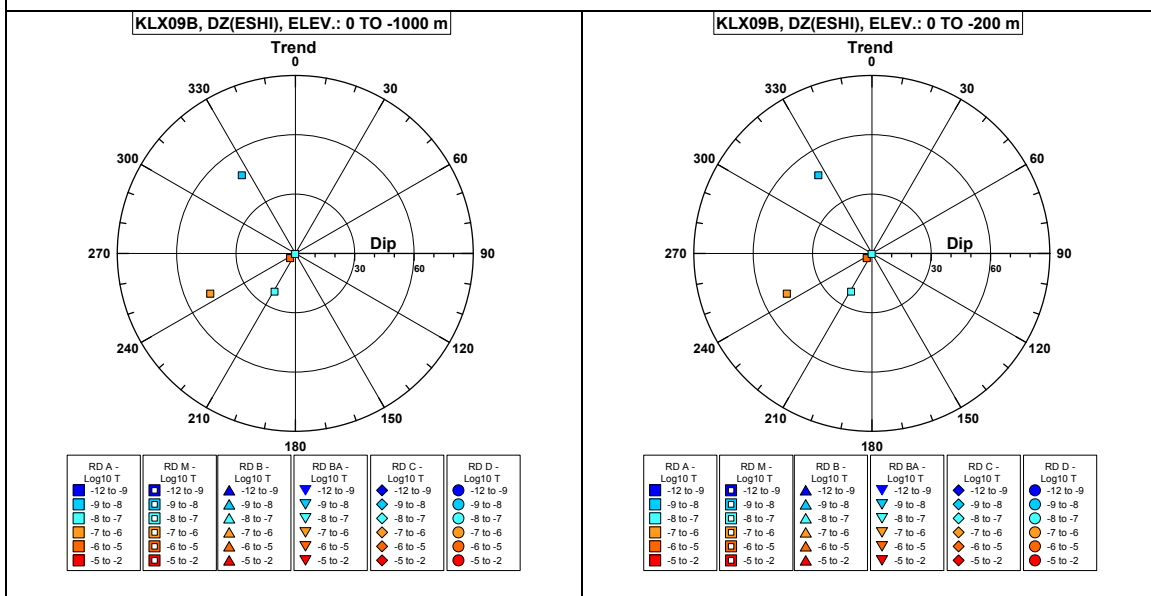 KLX09B, DZ(ESHI), ELEV.: 0 TO -1000 m
Trend
0
330
30
300
60
Dip
270
90
30
60
240
120
210
150
180
RD A -
Log10 T
-12 to -9
-9 to -8
-8 to -7
-7 to -6
-6 to -5
-5 to -2
RD M -
Log10 T
-12 to -9
-9 to -8
-8 to -7
-7 to -6
-6 to -5
-5 to -2
RD B -
Log10 T
-12 to -9
-9 to -8
-8 to -7
-7 to -6
-6 to -5
-5 to -2
RD BA -
Log10 T
-12 to -9
-9 to -8
-8 to -7
-7 to -6
-6 to -5
-5 to -2
RD C -
Log10 T
-12 to -9
-9 to -8
-8 to -7
-7 to -6
-6 to -5
-5 to -2
RD D -
Log10 T
-12 to -9
-9 to -8
-8 to -7
-7 to -6
-6 to -5
-5 to -2
KLX09B, DZ(ESHI), ELEV.: 0 TO -200 m
Trend
0
330
30
300
60
Dip
270
90
30
60
240
120
210
150
180
RD A -
Log10 T
-12 to -9
-9 to -8
-8 to -7
-7 to -6
-6 to -5
-5 to -2
RD M -
Log10 T
-12 to -9
-9 to -8
-8 to -7
-7 to -6
-6 to -5
-5 to -2
RD B -
Log10 T
-12 to -9
-9 to -8
-8 to -7
-7 to -6
-6 to -5
-5 to -2
RD BA -
Log10 T
-12 to -9
-9 to -8
-8 to -7
-7 to -6
-6 to -5
-5 to -2
RD C -
Log10 T
-12 to -9
-9 to -8
-8 to -7
-7 to -6
-6 to -5
-5 to -2
RD D -
Log10 T
-12 to -9
-9 to -8
-8 to -7
-7 to -6
-6 to -5
-5 to -2